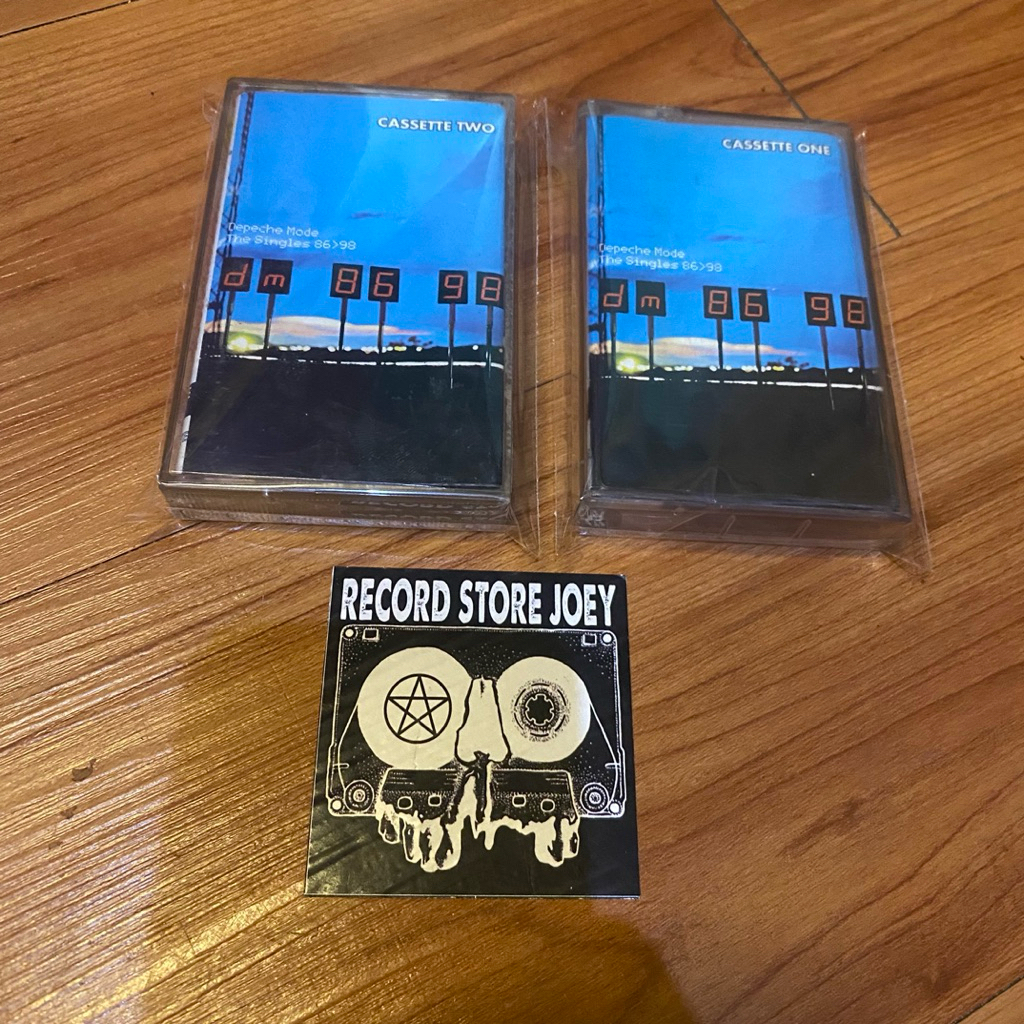 CASSETTE TWO
Depeche Mode
The Singles 86>98
dm 86 98
CASSETTE ONE
Depeche Mode
The Singles 86>98
dm 86 98
RECORD STORE JOEY